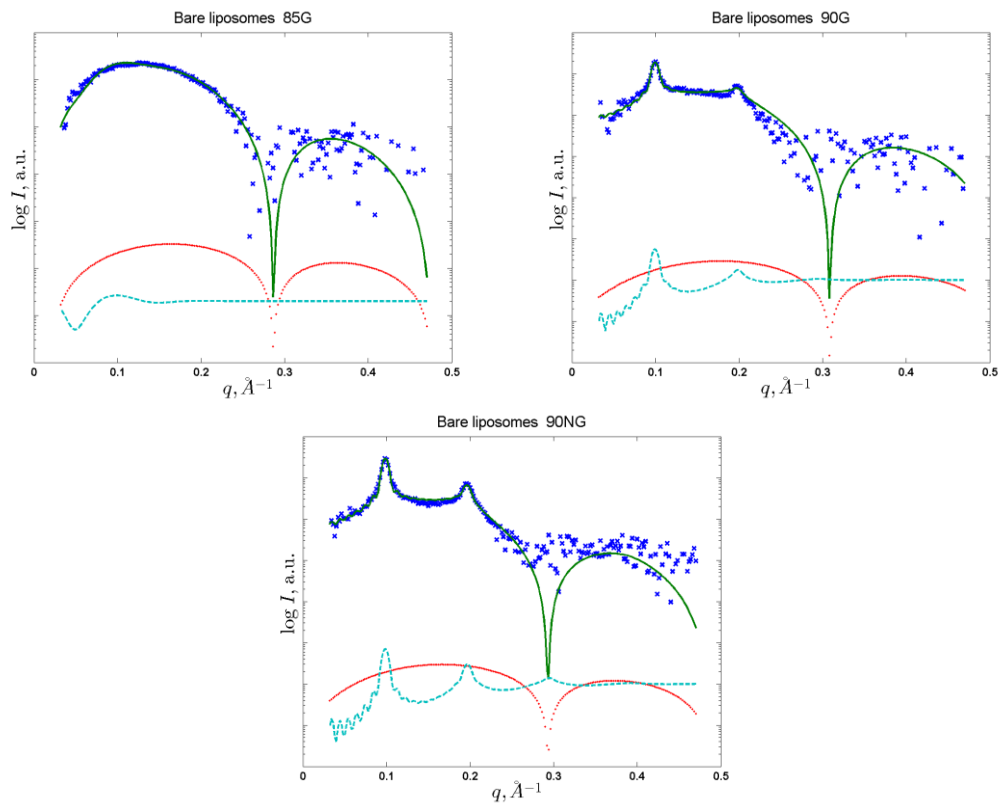 Bare liposomes 85G
log I, a.u.
0 0.1 0.2 0.3 0.4 0.5
q, Å⁻¹
Bare liposomes 90G
log I, a.u.
0 0.1 0.2 0.3 0.4 0.5
q, Å⁻¹
Bare liposomes 90NG
log I, a.u.
0 0.1 0.2 0.3 0.4 0.5
q, Å⁻¹